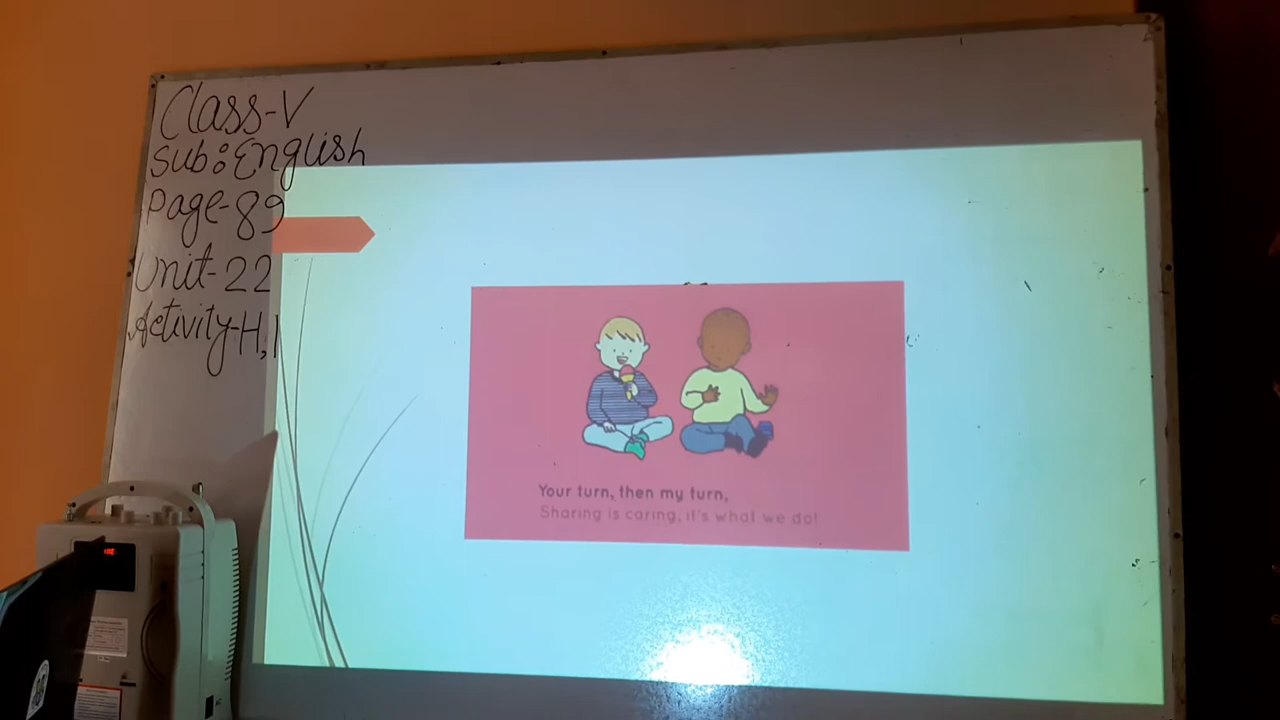 Class-V
Sub: English
Page-89
Unit-22
Activity-H, I
Your turn, then my turn,
Sharing is caring, it's what we do!